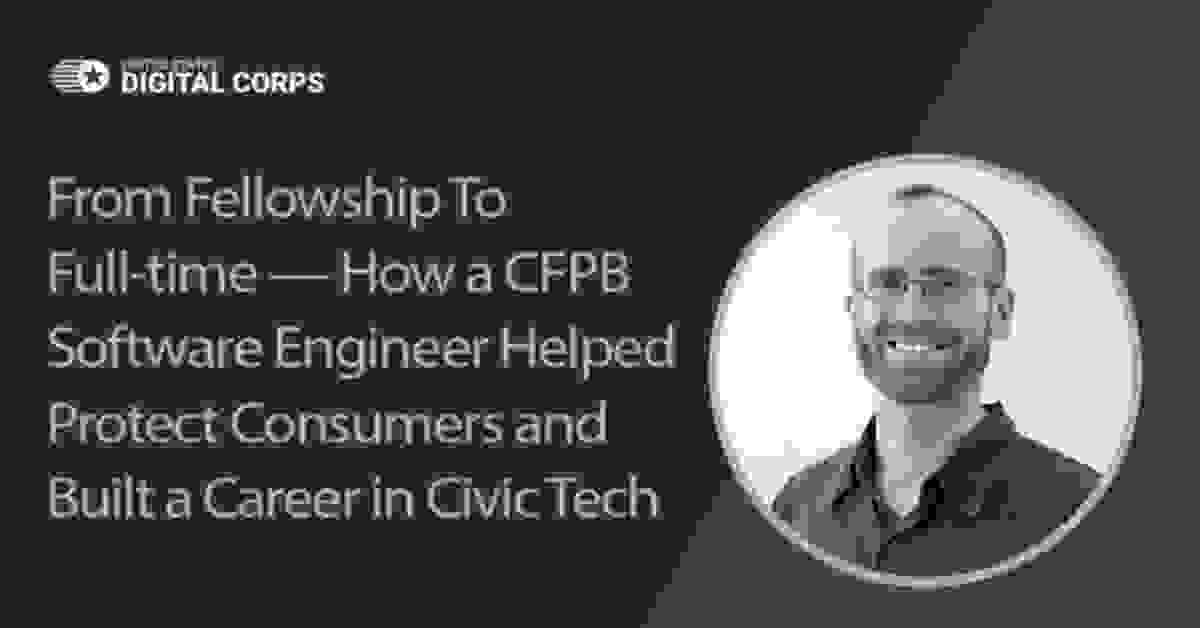 DIGITAL CORPS
From Fellowship To
Full-time — How a CFPB
Software Engineer Helped
Protect Consumers and
Built a Career in Civic Tech